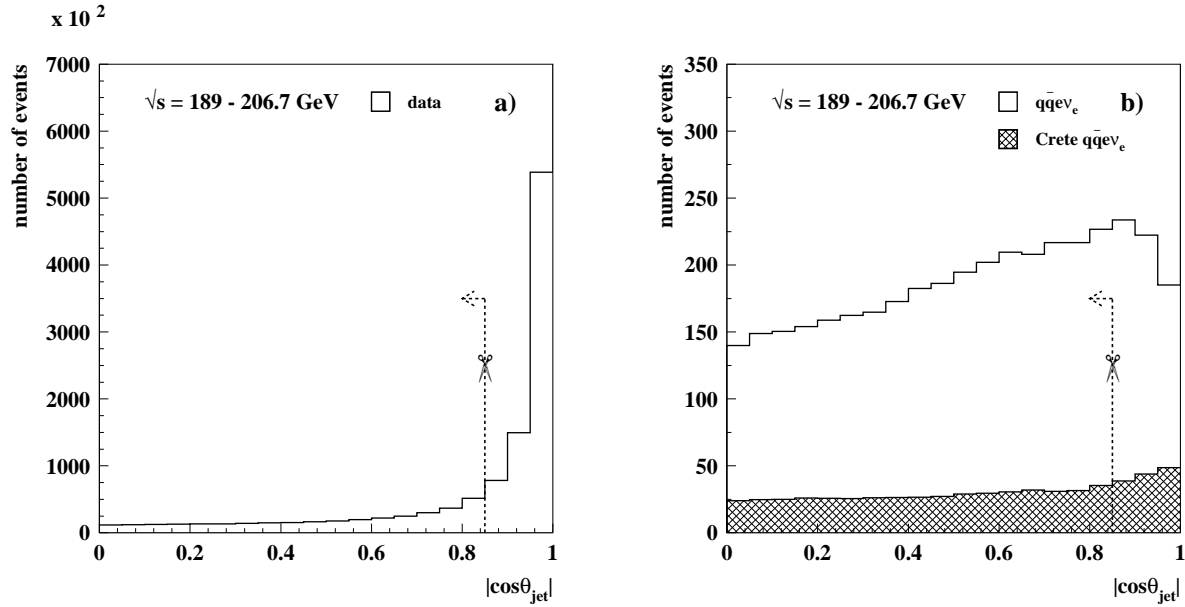 x 10 2
number of events
7000
6000
5000
4000
3000
2000
1000
0
√s = 189 - 206.7 GeV
data
a)
0 0.2 0.4 0.6 0.8 1
|cosθjet|
number of events
350
300
250
200
150
100
50
0
√s = 189 - 206.7 GeV
qq̄eνe
Crete qq̄eνe
b)
0 0.2 0.4 0.6 0.8 1
|cosθjet|